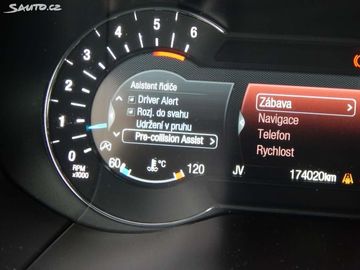 SAUTO.CZ
6
5
4
3
2
1
0
RPM
x1000
Asistent řidiče
Driver Alert
Rozj. do svahu
Udržení v pruhu
Pre-collision Assist
60 °C 120
Zábava
Navigace
Telefon
Rychlost
JV 174020km